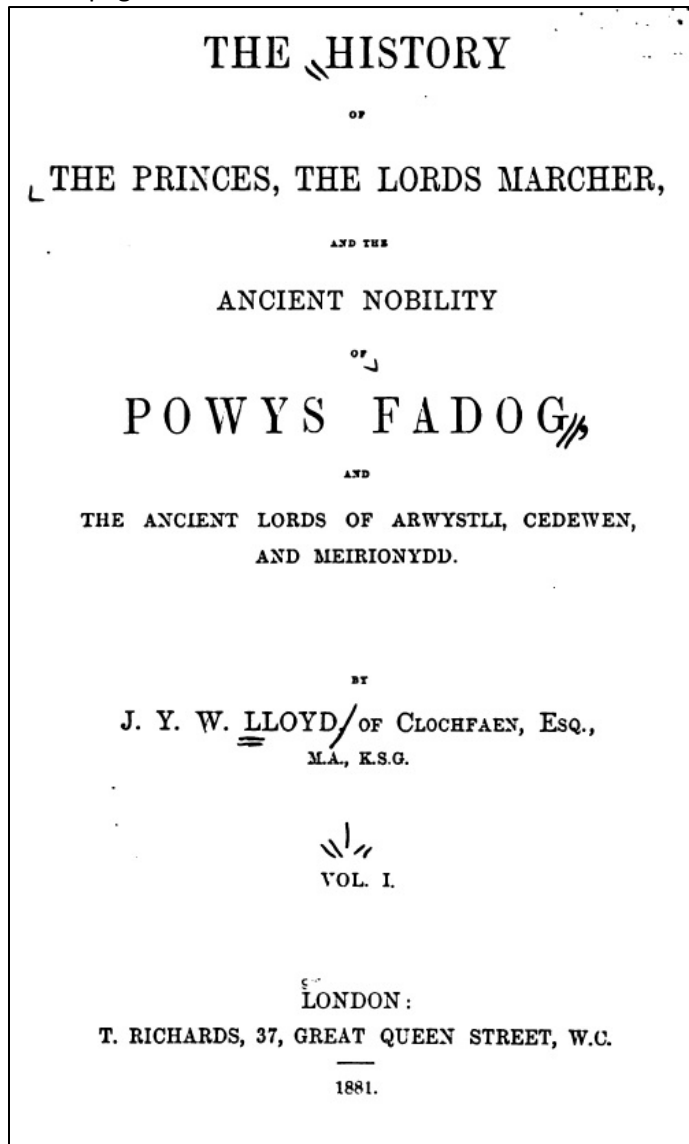 THE HISTORY
OF
THE PRINCES, THE LORDS MARCHER,
AND THE
ANCIENT NOBILITY
OF
POWYS FADOG,
AND
THE ANCIENT LORDS OF ARWYSTLI, CEDEWEN,
AND MEIRIONYDD.
BY
J. Y. W. LLOYD, OF CLOCHFAEN, ESQ.,
M.A., K.S.G.
VOL. I.
LONDON:
T. RICHARDS, 37, GREAT QUEEN STREET, W.C.
1881.